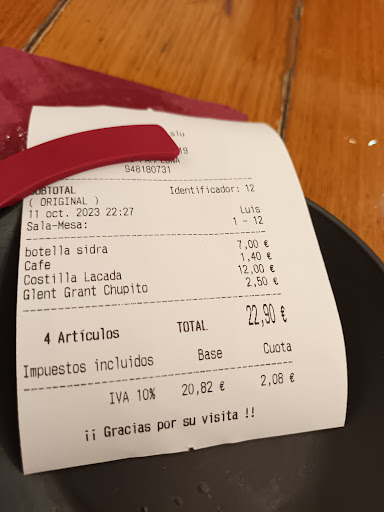 948180731
SUBTOTAL Identificador: 12
( ORIGINAL )
11 oct. 2023 22:27 Luis
Sala-Mesa: 1 - 12
botella sidra 7,00 €
Cafe 1,40 €
Costilla Lacada 12,00 €
Glent Grant Chupito 2,50 €
4 Artículos TOTAL 22,90 €
Impuestos incluidos Base Cuota
IVA 10% 20,82 € 2,08 €
¡¡ Gracias por su visita !!